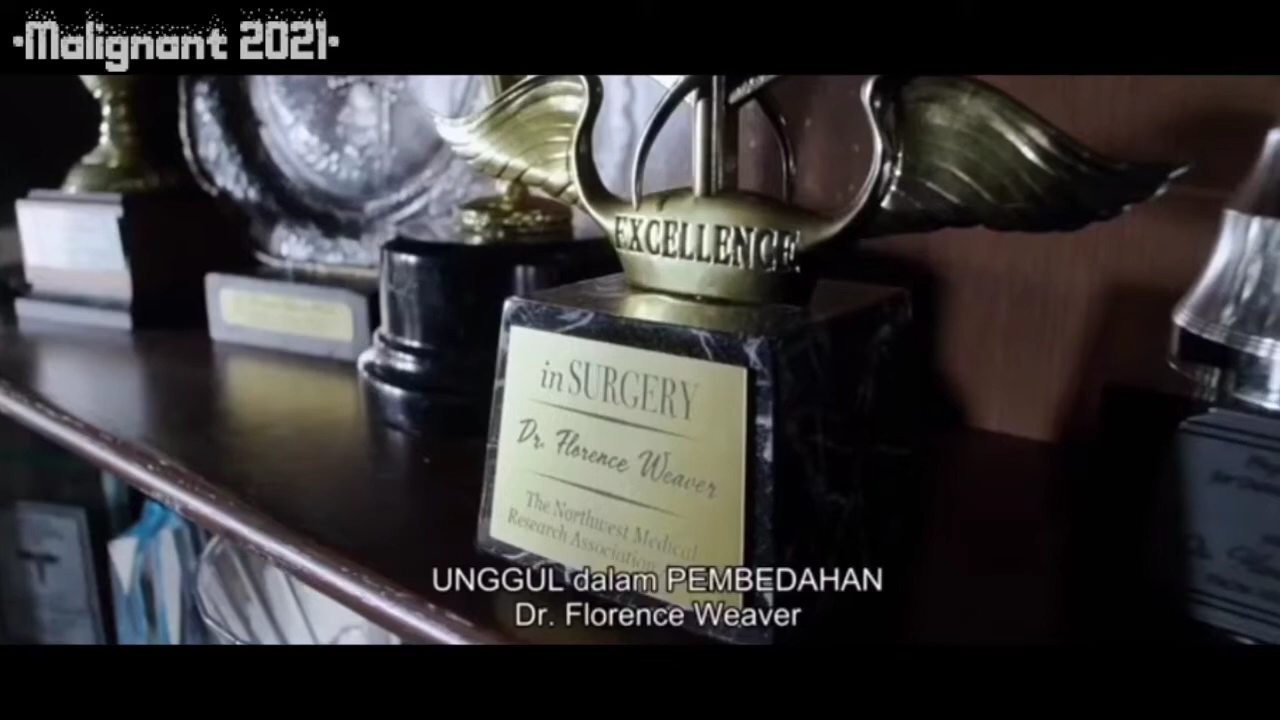 ·Malignant 2021·
EXCELLENCE
in SURGERY
Dr. Florence Weaver
The Northwest Medical
Research Association
UNGGUL dalam PEMBEDAHAN
Dr. Florence Weaver